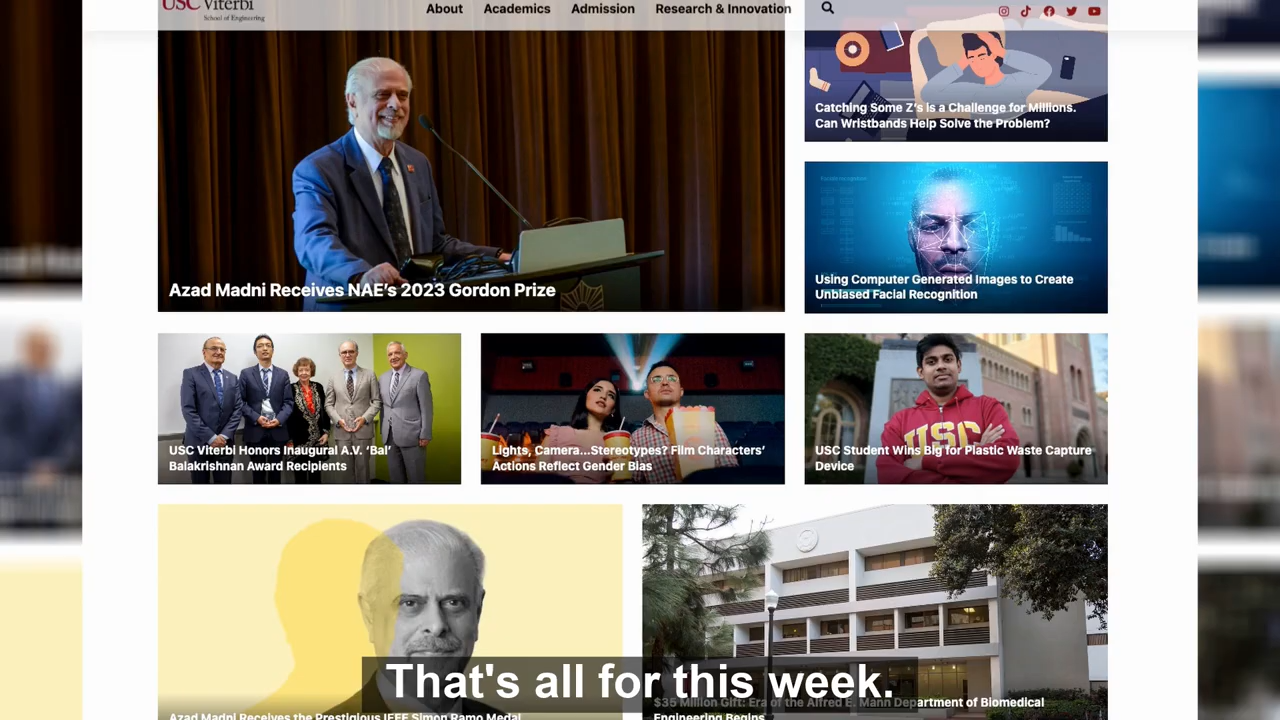 USC Viterbi
School of Engineering
About Academics Admission Research & Innovation
Catching Some Z's is a Challenge for Millions.
Can Wristbands Help Solve the Problem?
Azad Madni Receives NAE's 2023 Gordon Prize
Using Computer Generated Images to Create
Unbiased Facial Recognition
USC Viterbi Honors Inaugural A.V. 'Bal'
Balakrishnan Award Recipients
Lights, Camera...Stereotypes? Film Characters'
Actions Reflect Gender Bias
USC
USC Student Wins Big for Plastic Waste Capture
Device
Azad Madni Receives the Prestigious IEEE Simon Ramo Medal
$35 Million Gift: Era of the Alfred E. Mann Department of Biomedical
Engineering Begins
That's all for this week.